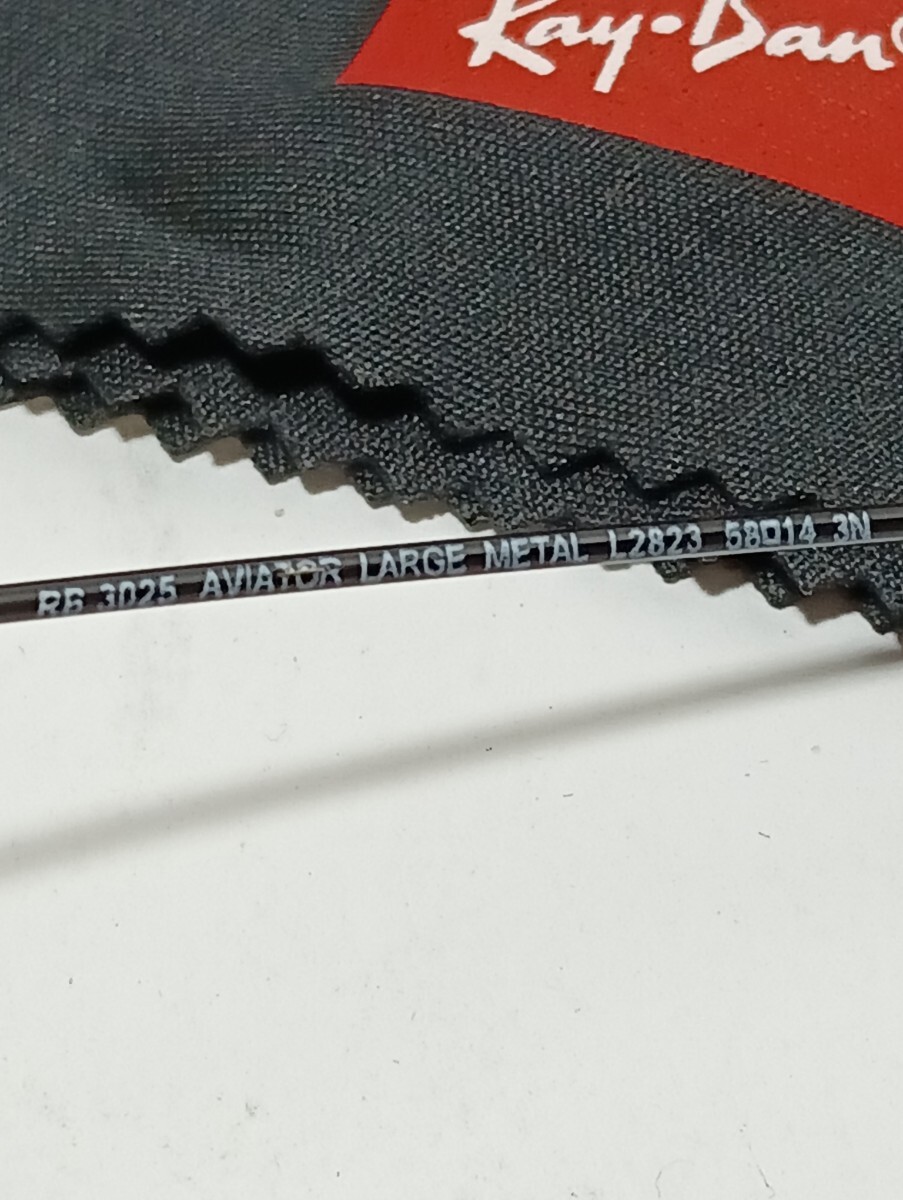 Ray-Ban
RB 3025 AVIATOR LARGE METAL L2823 58□14 3N